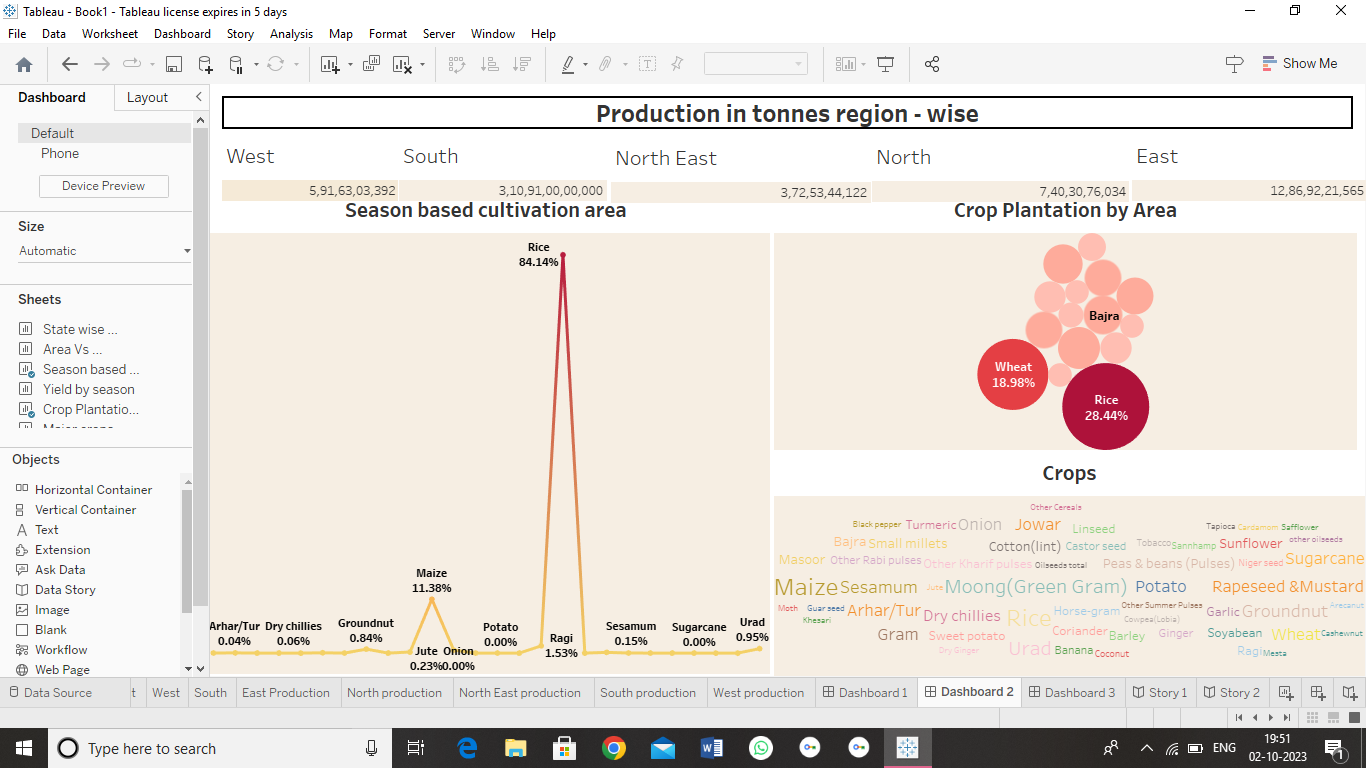 Tableau - Book1 - Tableau license expires in 5 days
File Data Worksheet Dashboard Story Analysis Map Format Server Window Help
Show Me
Dashboard Layout
Default
Phone
Device Preview
Size
Automatic
Sheets
State wise ...
Area Vs ...
Season based ...
Yield by season
Crop Plantatio...
Objects
Horizontal Container
Vertical Container
Text
Extension
Ask Data
Data Story
Image
Blank
Workflow
Web Page
Production in tonnes region - wise
West South North East North East
5,91,63,03,392 3,10,91,00,00,000 3,72,53,44,122 7,40,30,76,034 12,86,92,21,565
Season based cultivation area
Rice
84.14%
Maize
11.38%
Arhar/Tur
0.04%
Dry chillies
0.06%
Groundnut
0.84%
Jute
0.23%
Onion
0.00%
Potato
0.00%
Ragi
1.53%
Sesamum
0.15%
Sugarcane
0.00%
Urad
0.95%
Crop Plantation by Area
Bajra
Wheat
18.98%
Rice
28.44%
Crops
Other Cereals
Black pepper Turmeric Onion Jowar Linseed Tapioca Cardamom Safflower
Bajra Small millets Cotton(lint) Castor seed Tobacco Sannhamp Sunflower other oilseeds
Masoor Other Rabi pulses Other Kharif pulses Oilseeds total Peas & beans (Pulses) Niger seed Sugarcane
Maize Sesamum Jute Moong(Green Gram) Potato Rapeseed &Mustard
Moth Guar seed Arhar/Tur Dry chillies Rice Horse-gram Other Summer Pulses Garlic Groundnut Arecanut
Khesari Cowpea(Lobia)
Gram Sweet potato Coriander Barley Ginger Soyabean Wheat Cashewnut
Dry Ginger Urad Banana Coconut Ragi Mesta
Data Source t West South East Production North production North East production South production West production Dashboard 1 Dashboard 2 Dashboard 3 Story 1 Story 2
Type here to search
ENG
19:51
02-10-2023
1